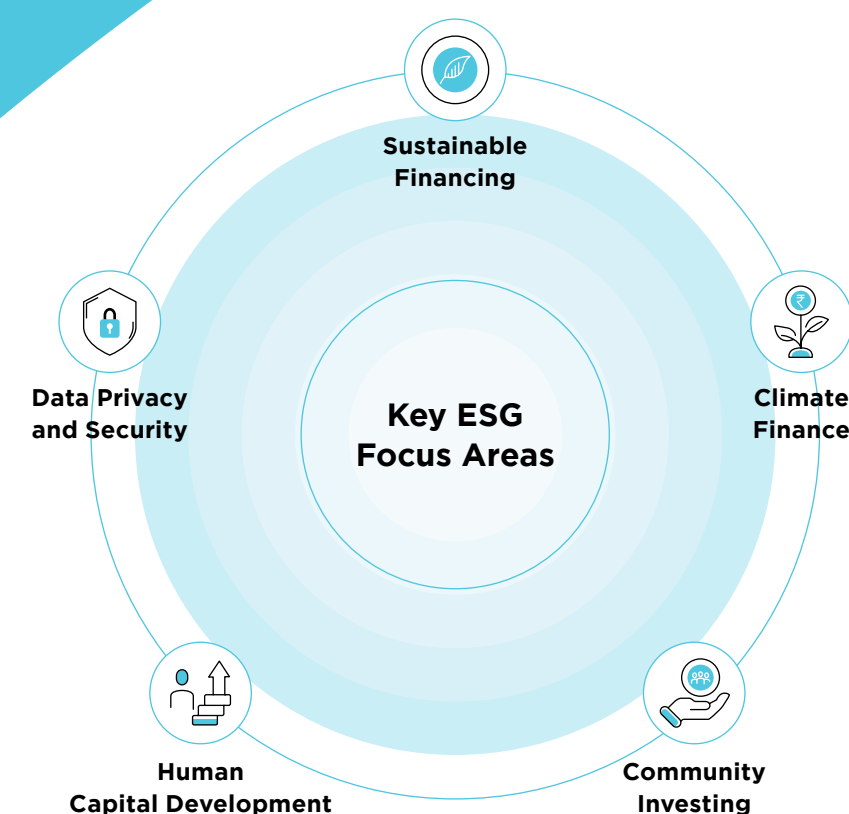 Sustainable
Financing
Data Privacy
and Security
Key ESG
Focus Areas
Climate
Finance
Human
Capital Development
Community
Investing
₹